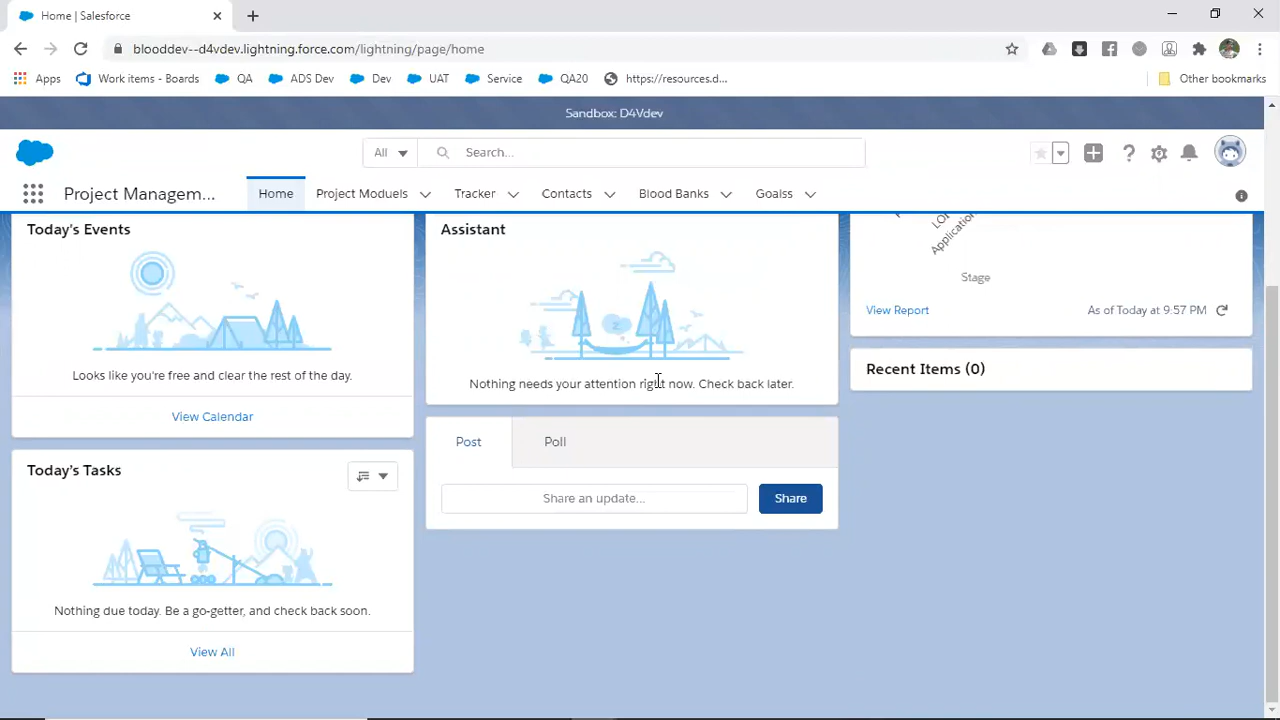 Home | Salesforce
blooddev--d4vdev.lightning.force.com/lightning/page/home
Apps
Work items - Boards
QA
ADS Dev
Dev
UAT
Service
QA20
https://resources.d...
Other bookmarks
Sandbox: D4Vdev
All
Search...
Project Managem...
Home
Project Moduels
Tracker
Contacts
Blood Banks
Goalss
Today's Events
Looks like you're free and clear the rest of the day.
View Calendar
Today's Tasks
Nothing due today. Be a go-getter, and check back soon.
View All
Assistant
Nothing needs your attention right now. Check back later.
Post
Poll
Share an update...
Share
Stage
View Report
As of Today at 9.57 PM
Recent Items (0)